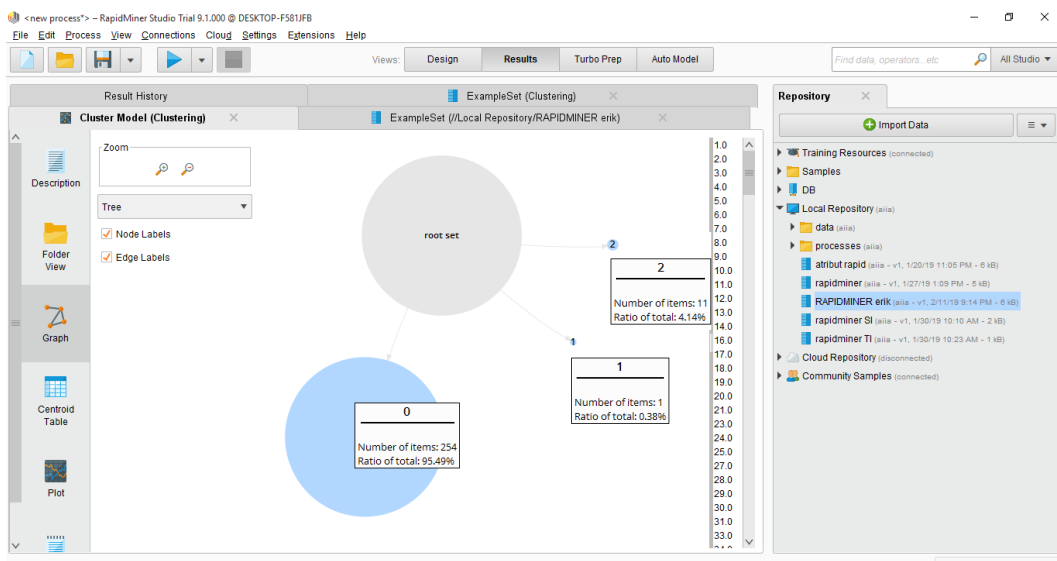 <new process*> – RapidMiner Studio Trial 9.1.000 @ DESKTOP-F581JFB
File Edit Process View Connections Cloud Settings Extensions Help
Views: Design Results Turbo Prep Auto Model
Find data, operators...etc
All Studio
Result History
ExampleSet (Clustering)
Cluster Model (Clustering)
ExampleSet (//Local Repository/RAPIDMINER erik)
Description
Folder
View
Graph
Centroid
Table
Plot
Zoom
Tree
Node Labels
Edge Labels
root set
2
2
Number of items: 11
Ratio of total: 4.14%
1
1
Number of items: 1
Ratio of total: 0.38%
0
Number of items: 254
Ratio of total: 95.49%
1.0
2.0
3.0
4.0
5.0
6.0
7.0
8.0
9.0
10.0
11.0
12.0
13.0
14.0
16.0
17.0
18.0
19.0
20.0
21.0
23.0
24.0
25.0
27.0
28.0
29.0
30.0
31.0
33.0
Repository
Import Data
Training Resources (connected)
Samples
DB
Local Repository (aiia)
data (aiia)
processes (aiia)
atribut rapid (aiia - v1, 1/20/19 11:05 PM - 6 kB)
rapidminer (aiia - v1, 1/27/19 1:09 PM - 5 kB)
RAPIDMINER erik (aiia - v1, 2/11/19 9:14 PM - 6 kB)
rapidminer SI (aiia - v1, 1/30/19 10:10 AM - 2 kB)
rapidminer TI (aiia - v1, 1/30/19 10:23 AM - 1 kB)
Cloud Repository (disconnected)
Community Samples (connected)